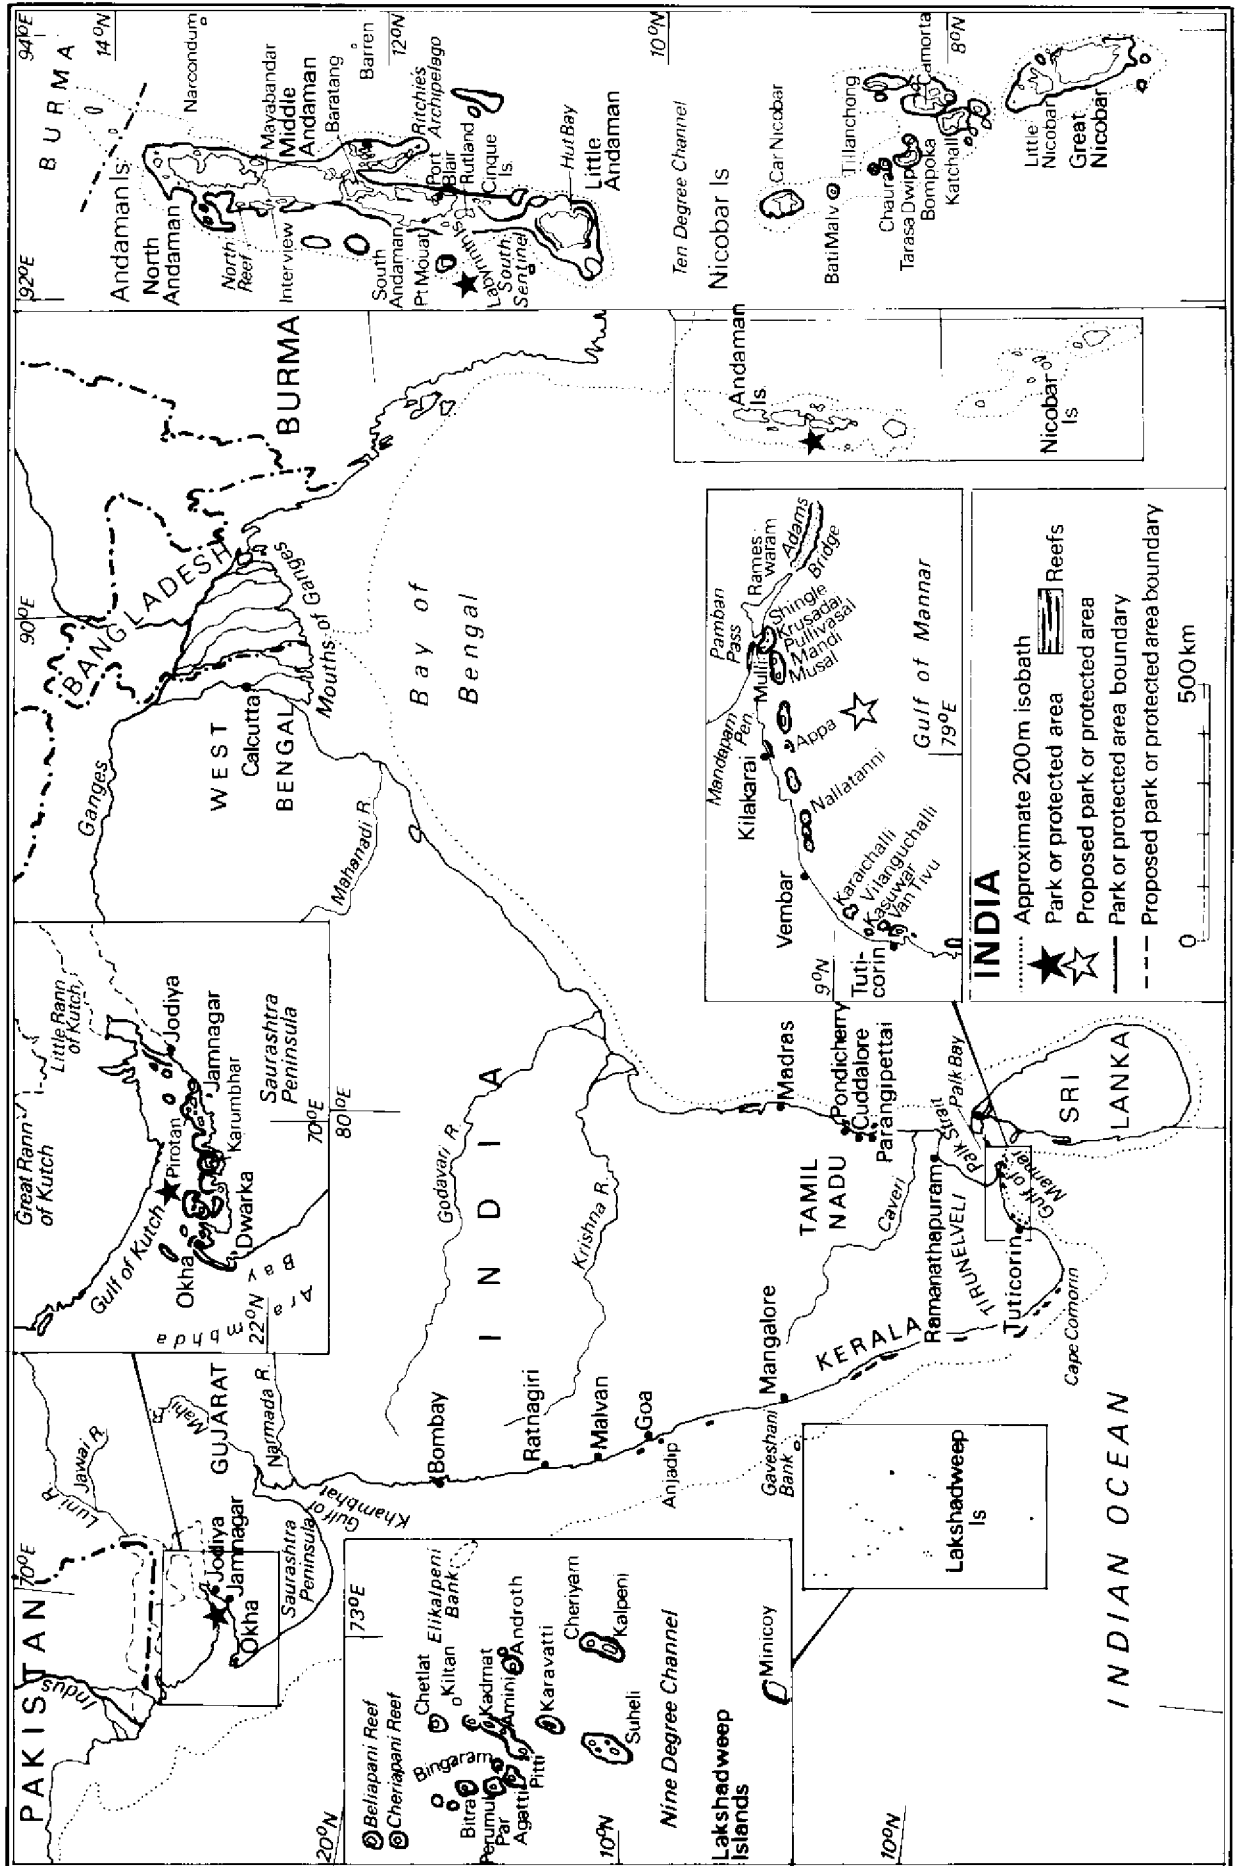 PAKISTAN
Indus
70°E
Luni R.
Jawai R.
Mahi
R.
GUJARAT
Narmada R.
Jodiya
Jamnagar
Okha
Saurashtra
Peninsula
Gulf of
Khambhat
20°N
Great Rann
of Kutch
Little Rann
of Kutch
Gulf of Kutch
Pirotan
Jodiya
Jamnagar
Karumbhar
Okha
Dwarka
Arambhda
Bay
22°N
Saurashtra
Peninsula
70°E
80°E
Ganges
90°E
BANGLADESH
BURMA
WEST
BENGAL
Calcutta
Mouths of Ganges
Mahanadi R.
Bay of
Bengal
Godavari R.
INDIA
Krishna R.
Bombay
Ratnagiri
Malvan
Goa
Anjadip
Mangalore
Gaveshani
Bank
KERALA
TAMIL
NADU
Caveri
Madras
Pondicherry
Cuddalore
Parangipettai
Ramanathapuram
TIRUNELVELI
Tuticorin
Palk Strait
Palk Bay
Gulf of
Mannar
Cape Comorin
SRI
LANKA
INDIAN OCEAN
10°N
Lakshadweep
Is
73°E
Beliapani Reef
Cheriapani Reef
Chetlat
Kiltan
Elikalpeni
Bank
Bingaram
Kadmat
Amini
Androth
Bitra
Perumul
Par
Agatti
Pitti
Karavatti
Cheriyam
Kalpeni
Suheli
10°N
Nine Degree Channel
Lakshadweep
Islands
Minicoy
Andaman
Is
Nicobar
Is
Pamban
Pass
Rameswaram
Adams
Bridge
Mandapam
Pen.
Kilakarai
Mulli
Shingle
Krusadai
Pullivasal
Mandi
Musal
Appa
Nallatanni
Vembar
Karaichalli
Vilanguchalli
Kasuwar
Van Tivu
9°N
Tuti-
corin
Gulf of Mannar
79°E
INDIA
Approximate 200m isobath
Park or protected area
Reefs
Proposed park or protected area
Park or protected area boundary
Proposed park or protected area boundary
0
500km
94°E
BURMA
14°N
92°E
Andaman Is
North
Andaman
Narcondum
North
Reef
Mayabandar
Middle
Andaman
Interview
Baratang
Barren
12°N
Ritchies
Archipelago
South
Andaman
Pt Mouat
Port
Blair
Rutland
Labyrinth Is
Cinque
Is.
South
Sentinel
Hut Bay
Little
Andaman
10°N
Ten Degree Channel
Nicobar Is
Car Nicobar
Bati Malv
Tillanchong
Chaura
Tarasa Dwip
Bompoka
Camorta
Katchall
8°N
Little
Nicobar
Great
Nicobar